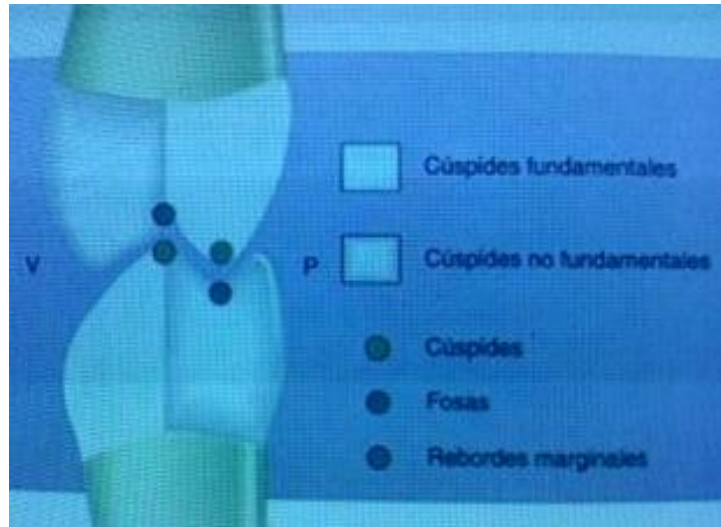 Cúspides fundamentales
V
P
Cúspides no fundamentales
Cúspides
Fosas
Rebordes marginales